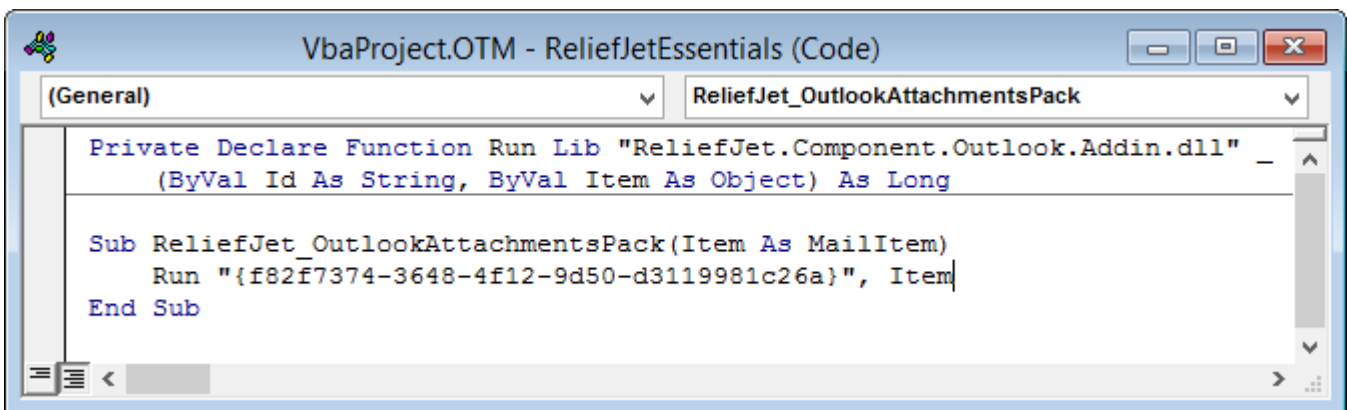 VbaProject.OTM - ReliefJetEssentials (Code)
(General) ReliefJet_OutlookAttachmentsPack
Private Declare Function Run Lib "ReliefJet.Component.Outlook.Addin.dll" _
(ByVal Id As String, ByVal Item As Object) As Long
Sub ReliefJet_OutlookAttachmentsPack(Item As MailItem)
Run "{f82f7374-3648-4f12-9d50-d3119981c26a}", Item
End Sub